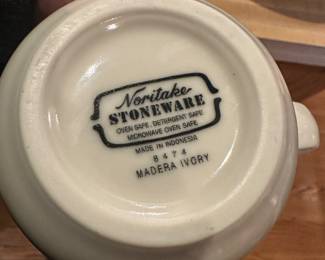 Noritake
STONEWARE
OVEN SAFE. DETERGENT SAFE
MICROWAVE OVEN SAFE
MADE IN INDONESIA
8474
MADERA IVORY